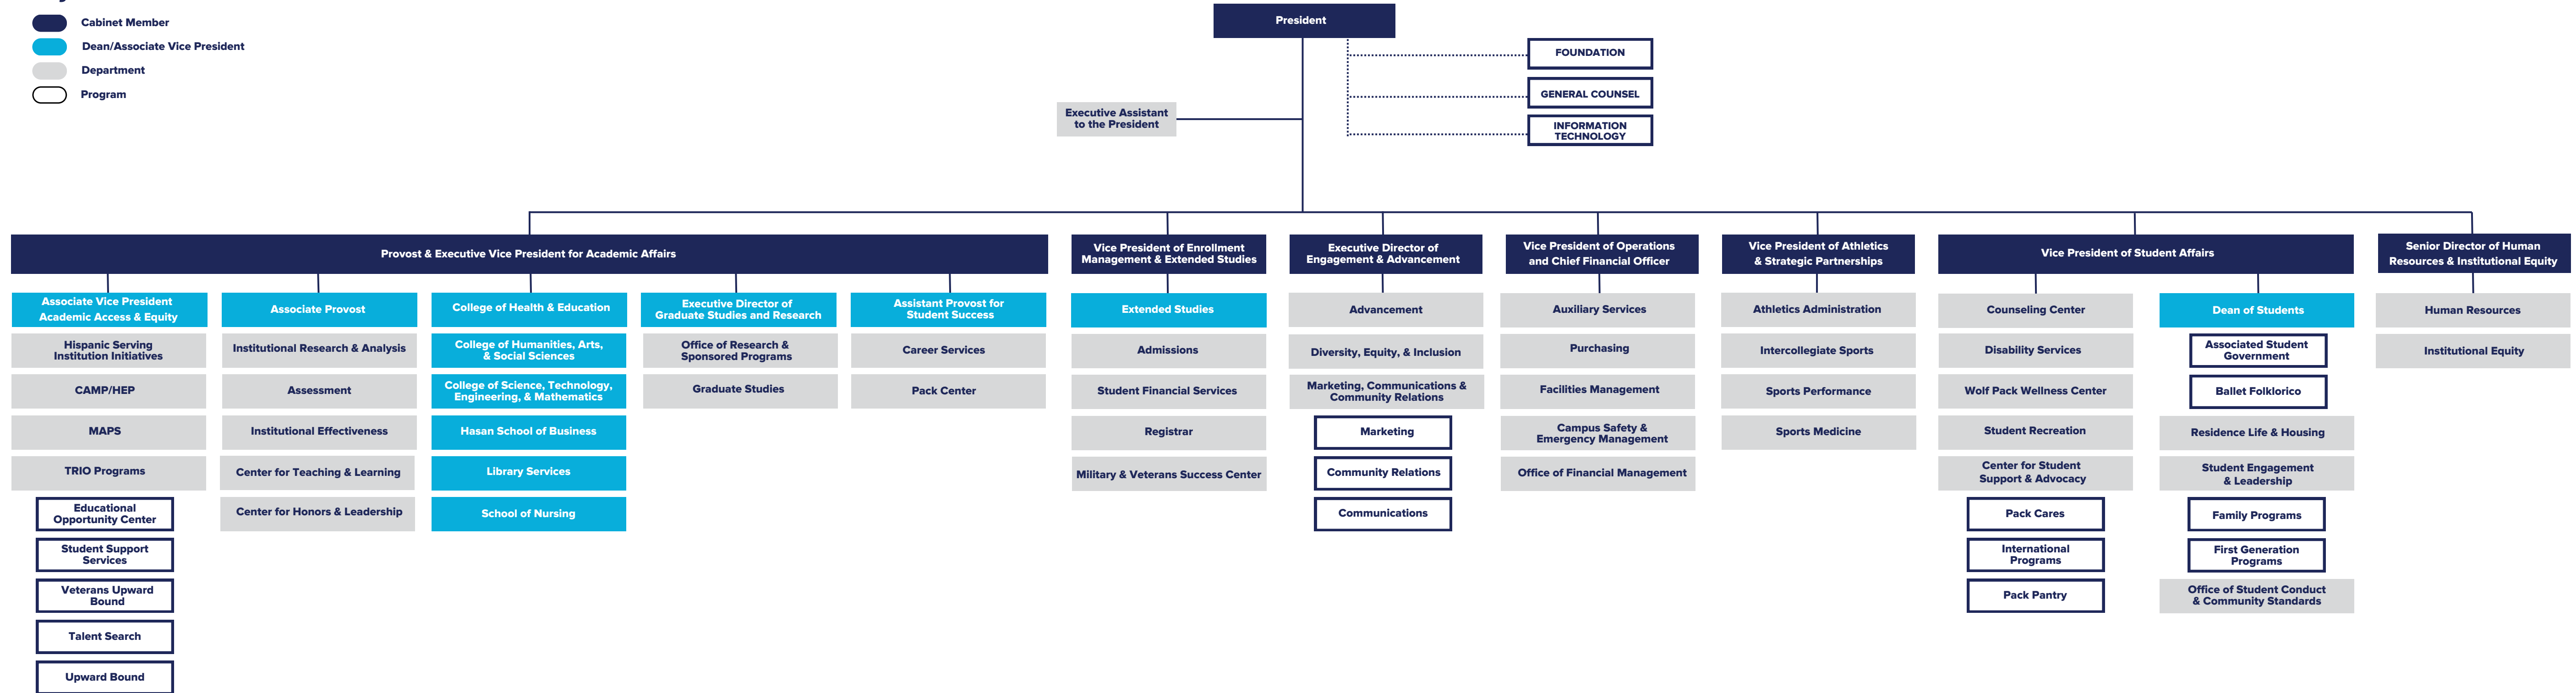 Cabinet Member
Dean/Associate Vice President
Department
Program
President
FOUNDATION
GENERAL COUNSEL
INFORMATION
TECHNOLOGY
Executive Assistant
to the President
Provost & Executive Vice President for Academic Affairs
Associate Vice President
Academic Access & Equity
Hispanic Serving
Institution Initiatives
CAMP/HEP
MAPS
TRIO Programs
Educational
Opportunity Center
Student Support
Services
Veterans Upward
Bound
Talent Search
Upward Bound
Associate Provost
Institutional Research & Analysis
Assessment
Institutional Effectiveness
Center for Teaching & Learning
Center for Honors & Leadership
College of Health & Education
College of Humanities, Arts,
& Social Sciences
College of Science, Technology,
Engineering, & Mathematics
Hasan School of Business
Library Services
School of Nursing
Executive Director of
Graduate Studies and Research
Office of Research &
Sponsored Programs
Graduate Studies
Assistant Provost for
Student Success
Career Services
Pack Center
Vice President of Enrollment
Management & Extended Studies
Extended Studies
Admissions
Student Financial Services
Registrar
Military & Veterans Success Center
Executive Director of
Engagement & Advancement
Advancement
Diversity, Equity, & Inclusion
Marketing, Communications &
Community Relations
Marketing
Community Relations
Communications
Vice President of Operations
and Chief Financial Officer
Auxiliary Services
Purchasing
Facilities Management
Campus Safety &
Emergency Management
Office of Financial Management
Vice President of Athletics
& Strategic Partnerships
Athletics Administration
Intercollegiate Sports
Sports Performance
Sports Medicine
Vice President of Student Affairs
Counseling Center
Disability Services
Wolf Pack Wellness Center
Student Recreation
Center for Student
Support & Advocacy
Pack Cares
International
Programs
Pack Pantry
Dean of Students
Associated Student
Government
Ballet Folklorico
Residence Life & Housing
Student Engagement
& Leadership
Family Programs
First Generation
Programs
Office of Student Conduct
& Community Standards
Senior Director of Human
Resources & Institutional Equity
Human Resources
Institutional Equity